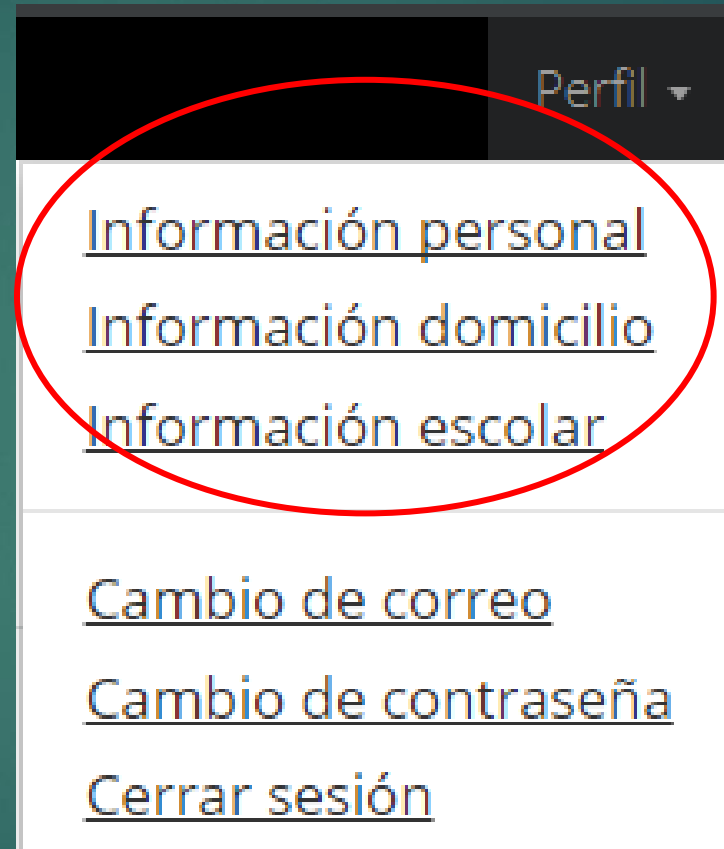 Perfil
Información personal
Información domicilio
Información escolar
Cambio de correo
Cambio de contraseña
Cerrar sesión